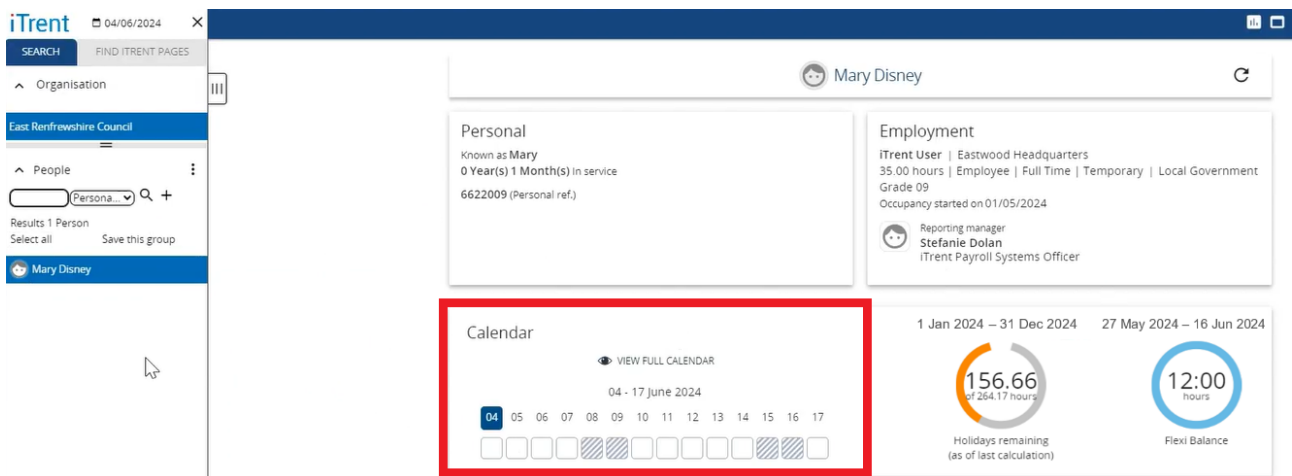 iTrent 04/06/2024
SEARCH FIND ITRENT PAGES
Organisation
East Renfrewshire Council
People
Persona...
Results 1 Person
Select all Save this group
Mary Disney
Mary Disney
Personal
Known as Mary
0 Year(s) 1 Month(s) In service
6622009 (Personal ref.)
Employment
iTrent User | Eastwood Headquarters
35.00 hours | Employee | Full Time | Temporary | Local Government
Grade 09
Occupancy started on 01/05/2024
Reporting manager
Stefanie Dolan
iTrent Payroll Systems Officer
Calendar
VIEW FULL CALENDAR
04 - 17 June 2024
04 05 06 07 08 09 10 11 12 13 14 15 16 17
1 Jan 2024 – 31 Dec 2024
156.66
of 264.17 hours
Holidays remaining
(as of last calculation)
27 May 2024 – 16 Jun 2024
12:00
hours
Flexi Balance